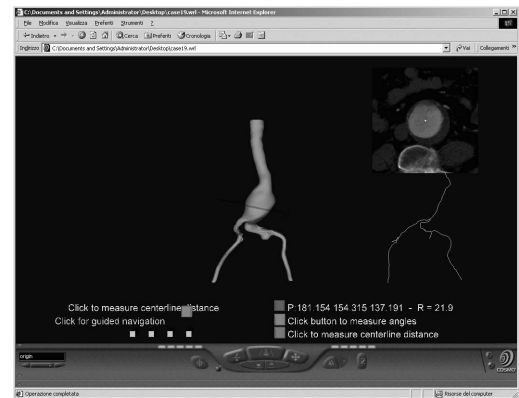 C:\Documents and Settings\Administrator\Desktop\case19.wrl - Microsoft Internet Explorer
File Modifica Visualizza Preferiti Strumenti ?
Indietro Cerca Preferiti Cronologia
Indirizzo C:\Documents and Settings\Administrator\Desktop\case19.wrl Vai Collegamenti »
Click to measure centerline distance
P:181.154 154.315 137.191 - R = 21.9
Click for guided navigation
Click button to measure angles
Click to measure centerline distance
origin
COSMO
Operazione completata Risorse del computer